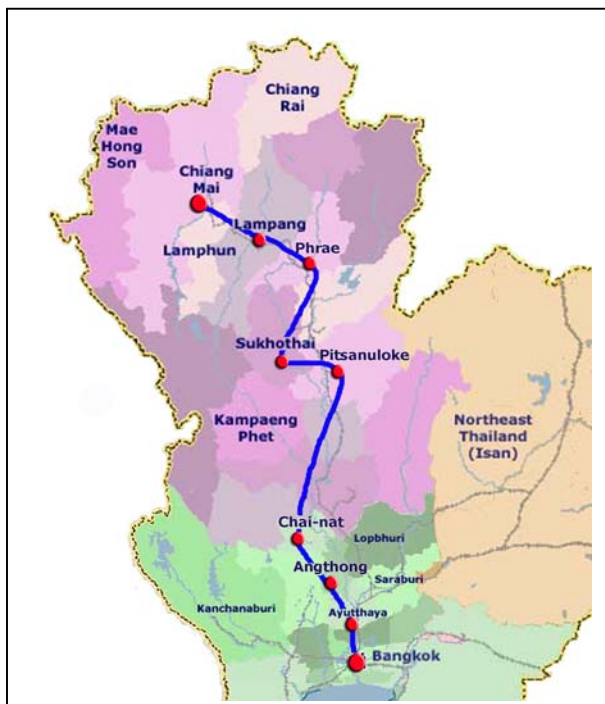 Chiang
Rai
Mae
Hong
Son
Chiang
Mai
Lampang
Lamphun
Phrae
Sukhothai
Pitsanuloke
Kampaeng
Phet
Northeast
Thailand
(Isan)
Chai-nat
Lopbhuri
Angthong
Saraburi
Kanchanaburi
Ayutthaya
Bangkok